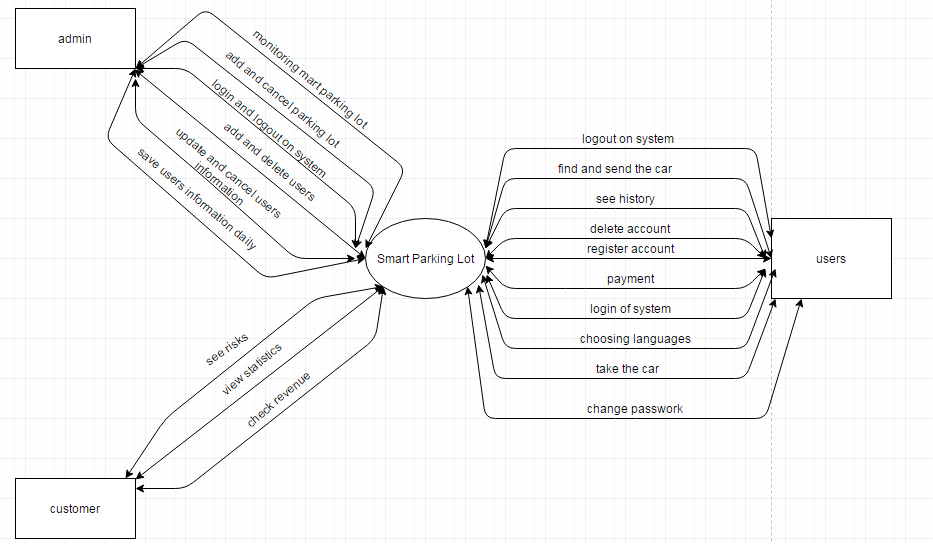 admin
monitoring mart parking lot
add and cancel parking lot
login and logout on system
add and delete users
update and cancel users
information
save users information daily
Smart Parking Lot
logout on system
find and send the car
see history
delete account
register account
payment
login of system
choosing languages
take the car
change passwork
users
see risks
view statistics
check revenue
customer